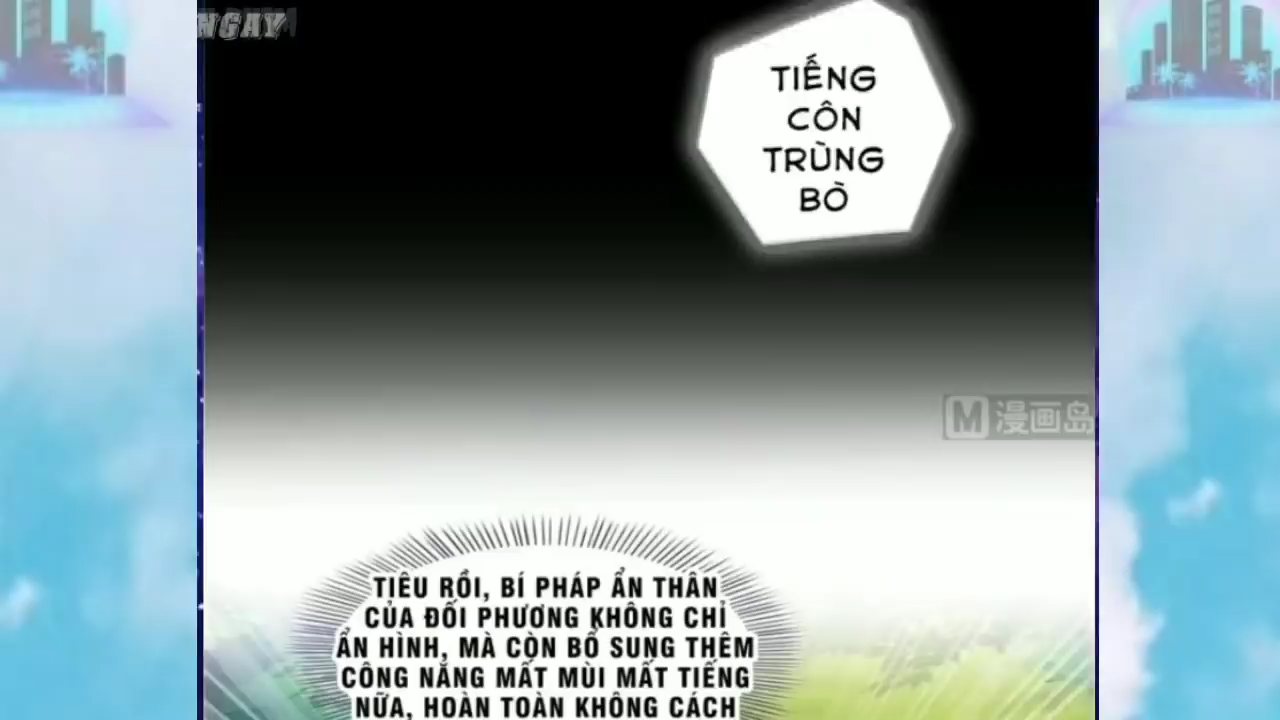 NGAY
TIẾNG
CÔN
TRÙNG
BÒ
M 漫画岛
TIÊU RỒI, BÍ PHÁP ẨN THÂN
CỦA ĐỐI PHƯƠNG KHÔNG CHỈ
ẨN HÌNH, MÀ CÒN BỔ SUNG THÊM
CÔNG NĂNG MẤT MÙI MẤT TIẾNG
NỮA, HOÀN TOÀN KHÔNG CÁCH